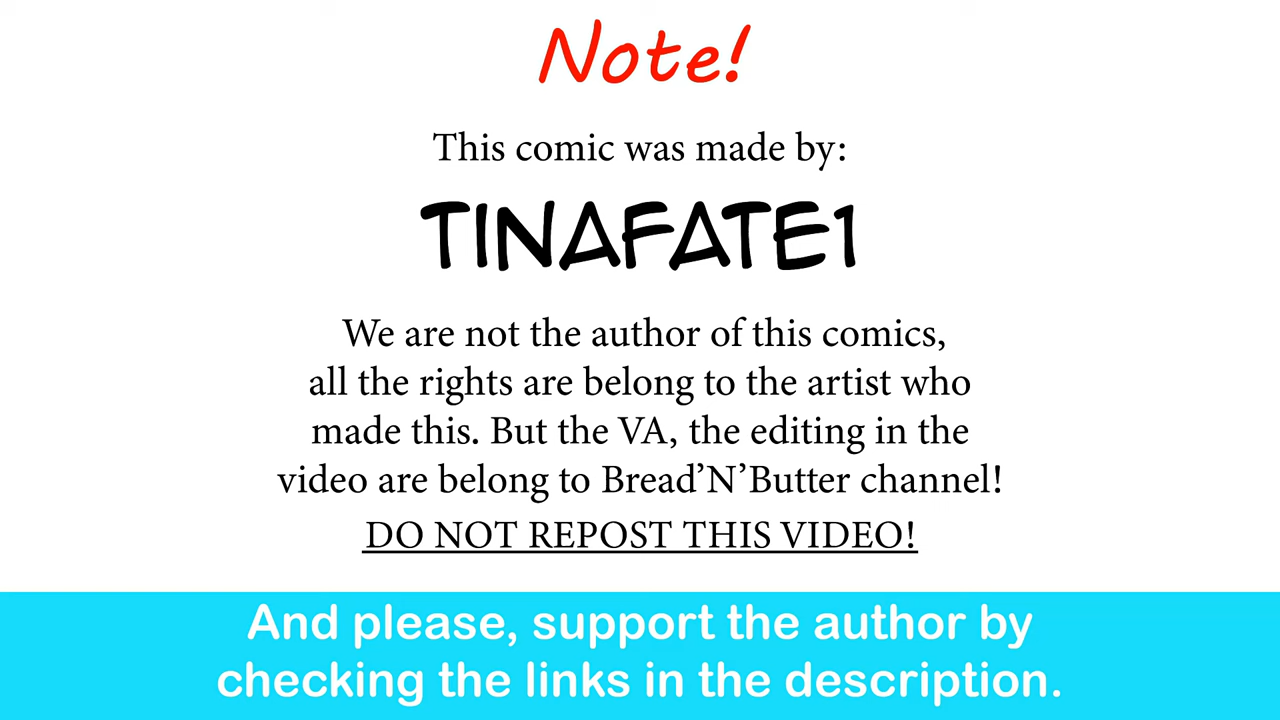 Note!
This comic was made by:
TINAFATE1
We are not the author of this comics,
all the rights are belong to the artist who
made this. But the VA, the editing in the
video are belong to Bread’N’Butter channel!
DO NOT REPOST THIS VIDEO!
And please, support the author by
checking the links in the description.